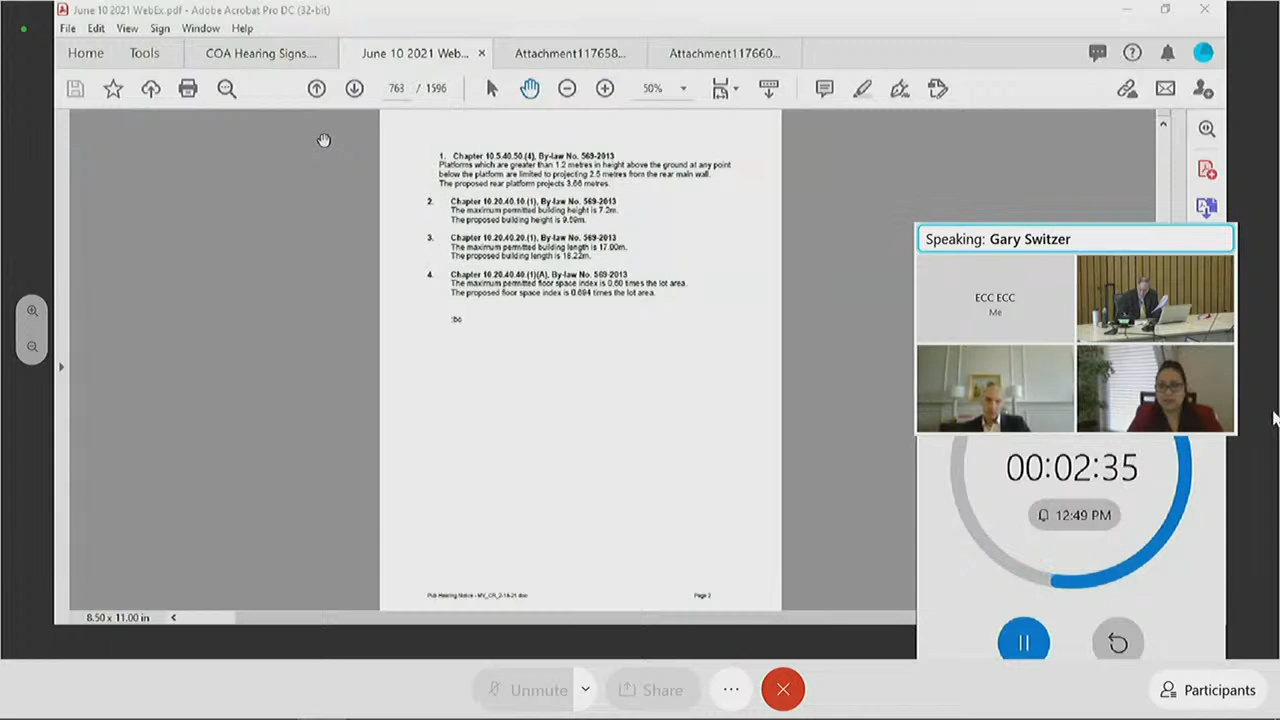 June 10 2021 WebEx.pdf - Adobe Acrobat Pro DC (32-bit)
File Edit View Sign Window Help
Home Tools COA Hearing Signs.... June 10 2021 Web... × Attachment117658... Attachment117660...
763 / 1596 50%
1. Chapter 10.5.40.50.(4), By-law No. 569-2013
Platforms which are greater than 1.2 metres in height above the ground at any point
below the platform are limited to projecting 2.5 metres from the rear main wall.
The proposed rear platform projects 3.66 metres.
2. Chapter 10.20.40.10.(1), By-law No. 569-2013
The maximum permitted building height is 7.2m.
The proposed building height is 9.59m.
3. Chapter 10.20.40.20.(1), By-law No. 569-2013
The maximum permitted building length is 17.00m.
The proposed building length is 18.22m.
4. Chapter 10.20.40.40.(1)(A), By-law No. 569-2013
The maximum permitted floor space index is 0.60 times the lot area.
The proposed floor space index is 0.694 times the lot area.
Page 2
8.50 x 11.00 in
Speaking: Gary Switzer
ECC ECC
Me
00:02:35
12:49 PM
Unmute Share ... Participants